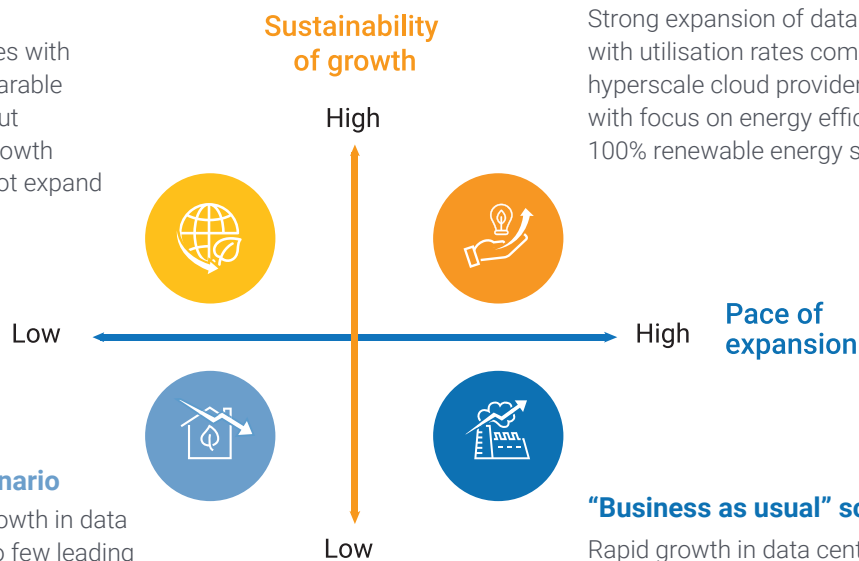 es with
arable
ut
owth
ot expand
Sustainability
of growth
High
Strong expansion of data
with utilisation rates com
hyperscale cloud provider
with focus on energy effic
100% renewable energy s
Low
High
Pace of
expansion
nario
owth in data
o few leading
Low
“Business as usual” sc
Rapid growth in data cent